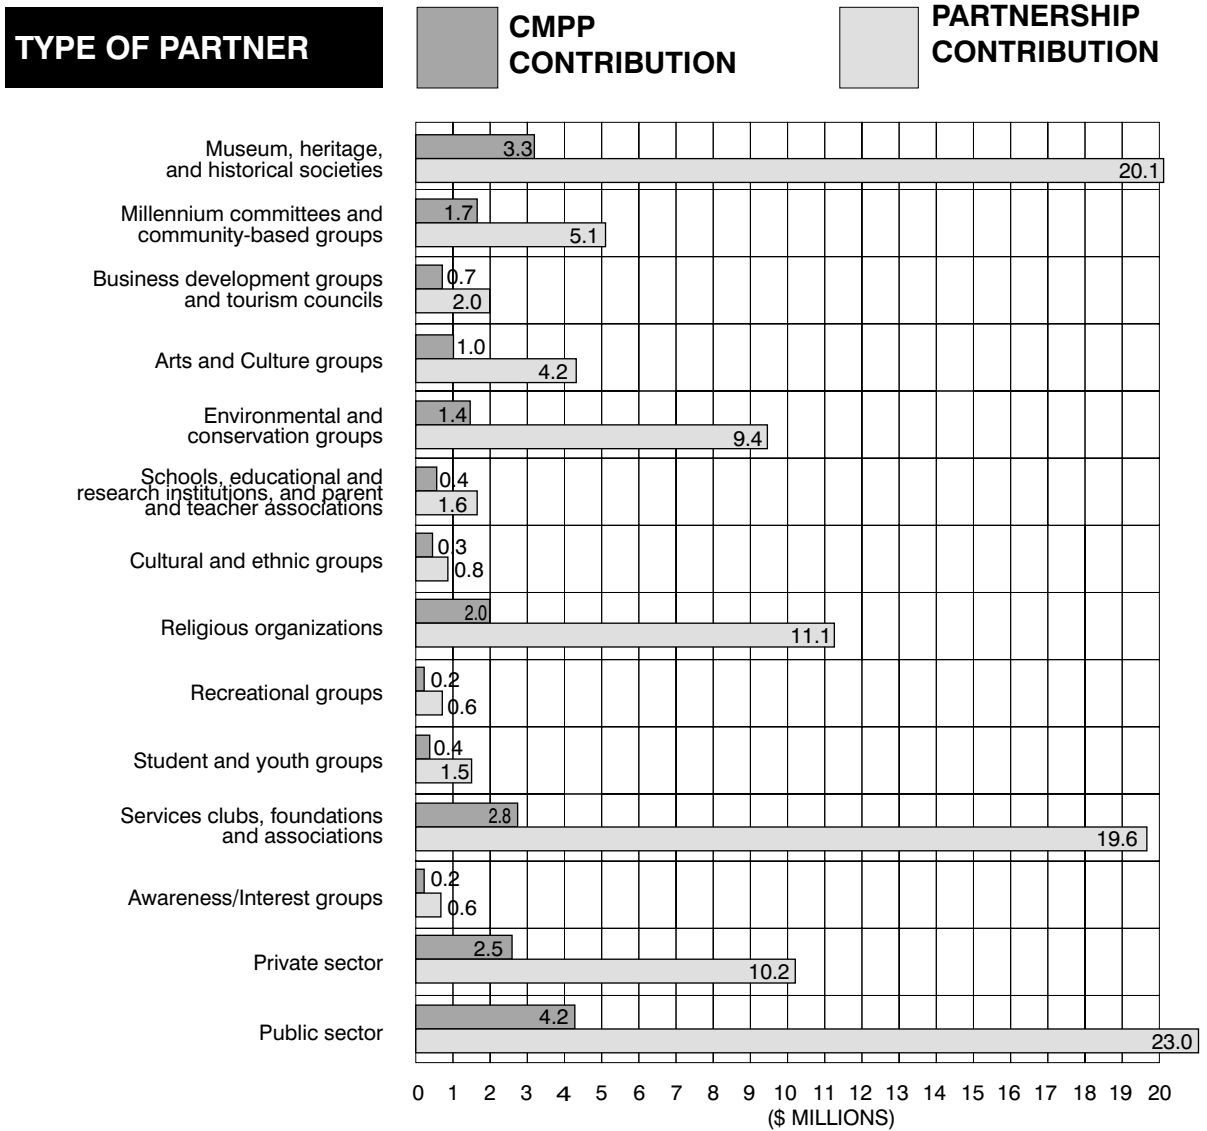 TYPE OF PARTNER
CMPP
CONTRIBUTION
PARTNERSHIP
CONTRIBUTION
Museum, heritage,
and historical societies
3.3
20.1
Millennium committees and
community-based groups
1.7
5.1
Business development groups
and tourism councils
0.7
2.0
Arts and Culture groups
1.0
4.2
Environmental and
conservation groups
1.4
9.4
Schools, educational and
research institutions, and parent
and teacher associations
0.4
1.6
Cultural and ethnic groups
0.3
0.8
Religious organizations
2.0
11.1
Recreational groups
0.2
0.6
Student and youth groups
0.4
1.5
Services clubs, foundations
and associations
2.8
19.6
Awareness/Interest groups
0.2
0.6
Private sector
2.5
10.2
Public sector
4.2
23.0
0 1 2 3 4 5 6 7 8 9 10 11 12 13 14 15 16 17 18 19 20
($ MILLIONS)